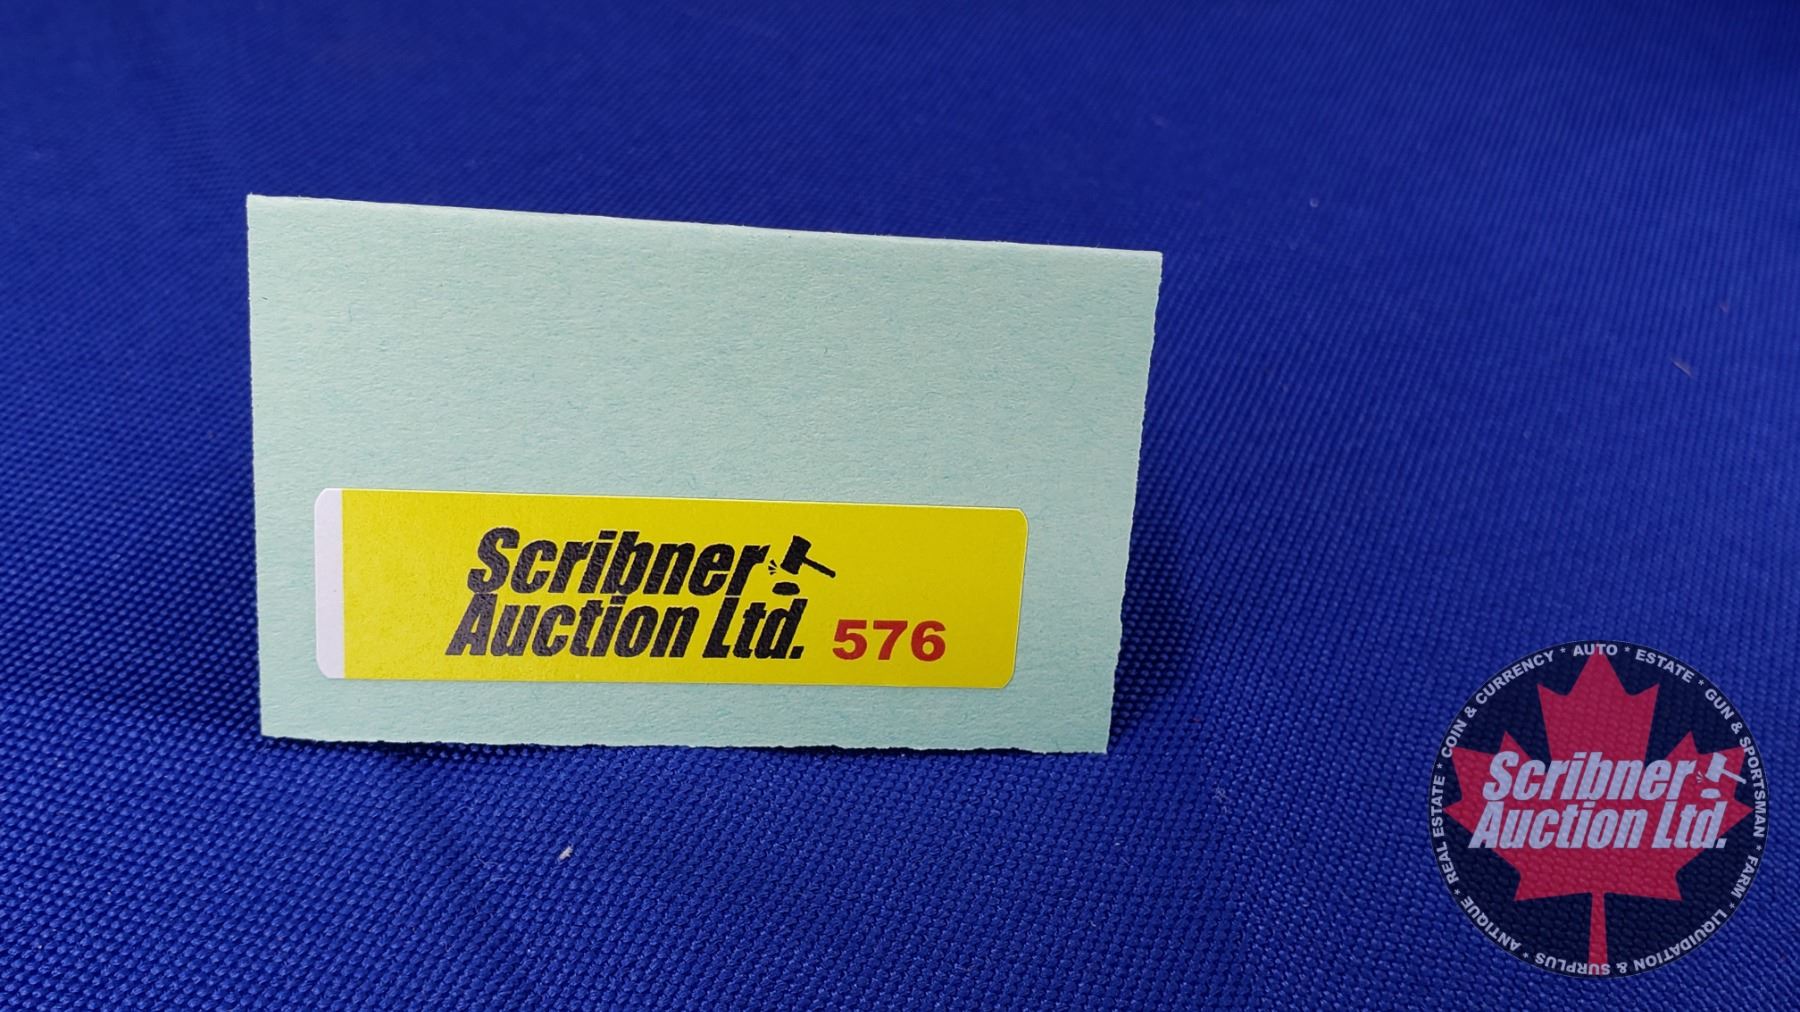 Scribner
Auction Ltd. 576
REAL ESTATE * COIN & CURRENCY * AUTO * ESTATE * GUN & SPORTSMAN * FARM * LIQUIDATION & SURPLUS * ANTIQUE *
Scribner
Auction Ltd.